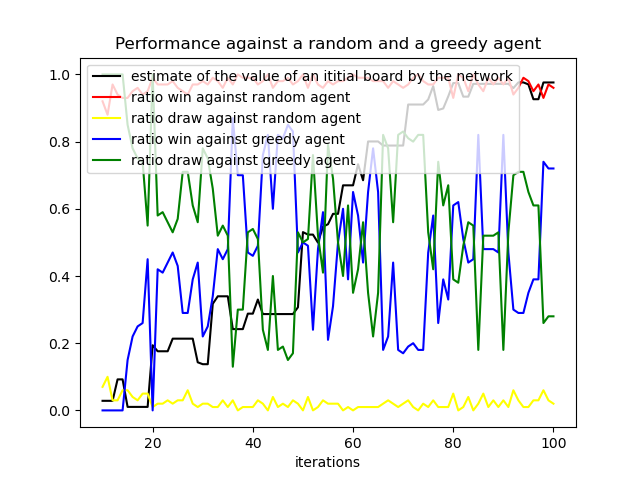 Performance against a random and a greedy agent
estimate of the value of an ititial board by the network
ratio win against random agent
ratio draw against random agent
ratio win against greedy agent
ratio draw against greedy agent
1.0
0.8
0.6
0.4
0.2
0.0
20 40 60 80 100
iterations